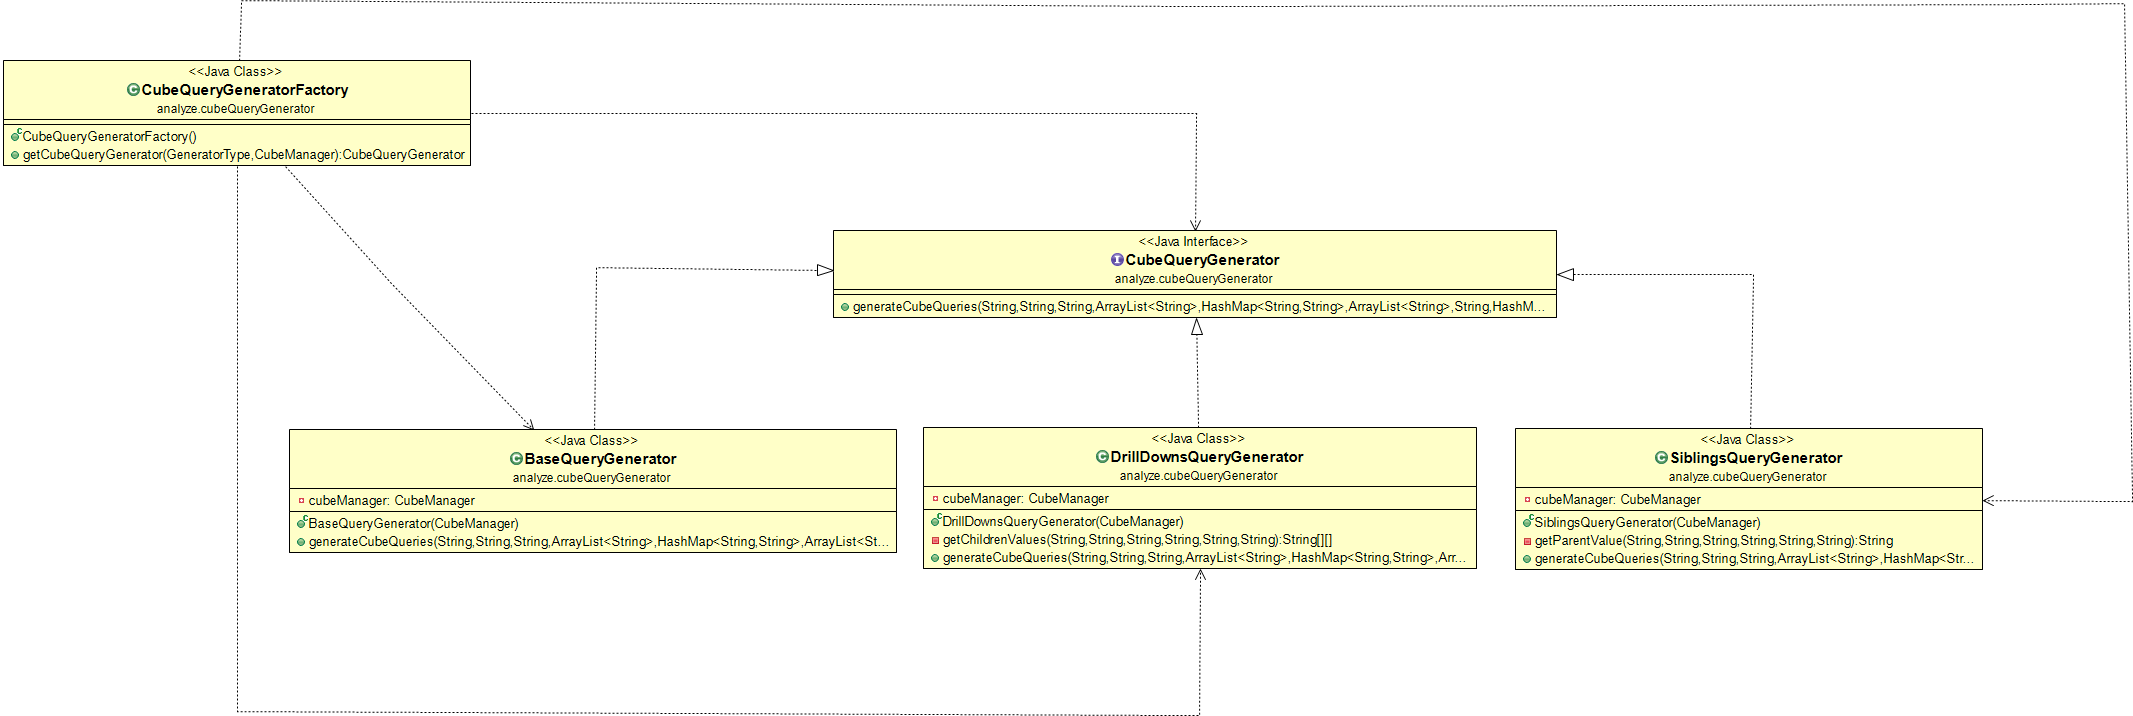 <<Java Class>>
CubeQueryGeneratorFactory
analyze.cubeQueryGenerator
CubeQueryGeneratorFactory()
getCubeQueryGenerator(GeneratorType,CubeManager):CubeQueryGenerator
<<Java Interface>>
CubeQueryGenerator
analyze.cubeQueryGenerator
generateCubeQueries(String,String,String,ArrayList<String>,HashMap<String,String>,ArrayList<String>,String,HashM...
<<Java Class>>
BaseQueryGenerator
analyze.cubeQueryGenerator
cubeManager: CubeManager
BaseQueryGenerator(CubeManager)
generateCubeQueries(String,String,String,ArrayList<String>,HashMap<String,String>,ArrayList<St...
<<Java Class>>
DrillDownsQueryGenerator
analyze.cubeQueryGenerator
cubeManager: CubeManager
DrillDownsQueryGenerator(CubeManager)
getChildrenValues(String,String,String,String,String,String):String[][]
generateCubeQueries(String,String,String,ArrayList<String>,HashMap<String,String>,Arr...
<<Java Class>>
SiblingsQueryGenerator
analyze.cubeQueryGenerator
cubeManager: CubeManager
SiblingsQueryGenerator(CubeManager)
getParentValue(String,String,String,String,String,String):String
generateCubeQueries(String,String,String,ArrayList<String>,HashMap<Str...